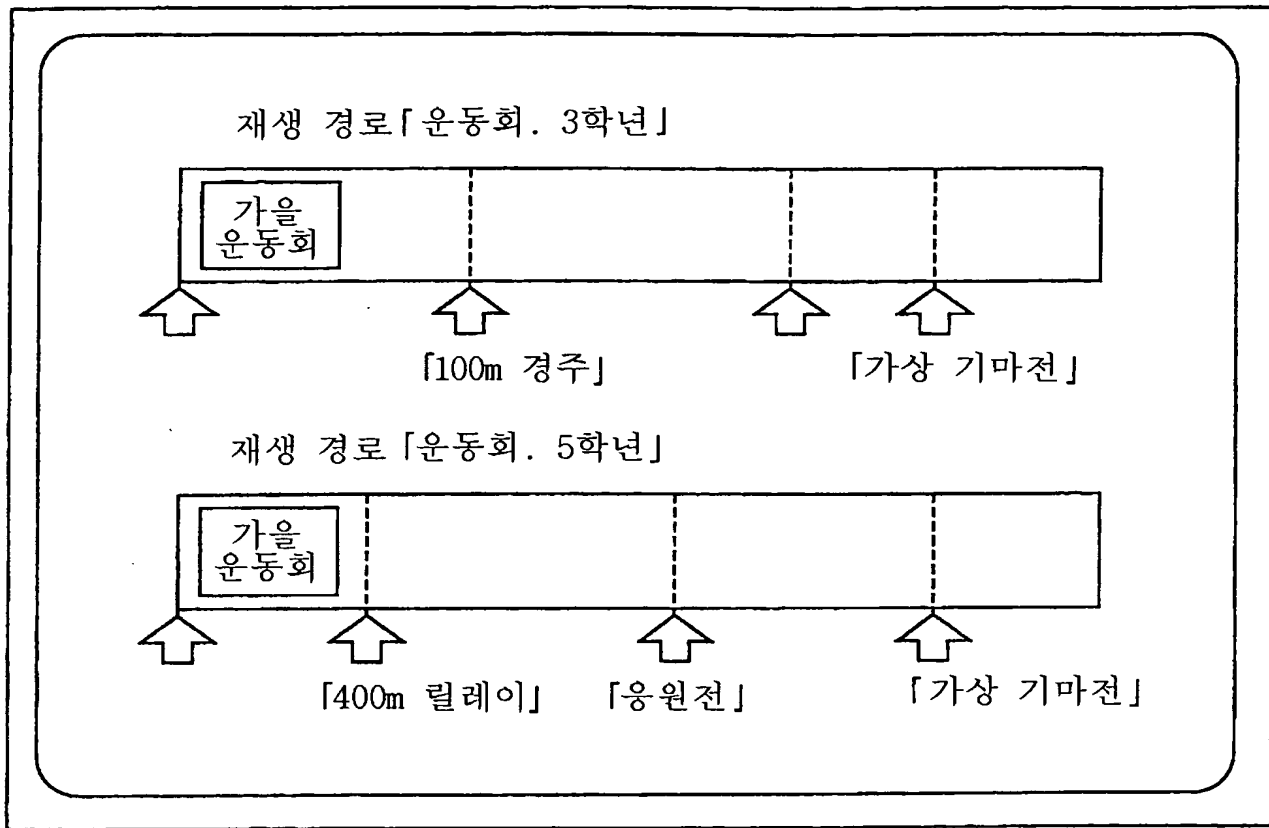 재생 경로「운동회. 3학년」
가을
운동회
「100m 경주」 「가상 기마전」
재생 경로「운동회. 5학년」
가을
운동회
「400m 릴레이」 「응원전」 「가상 기마전」